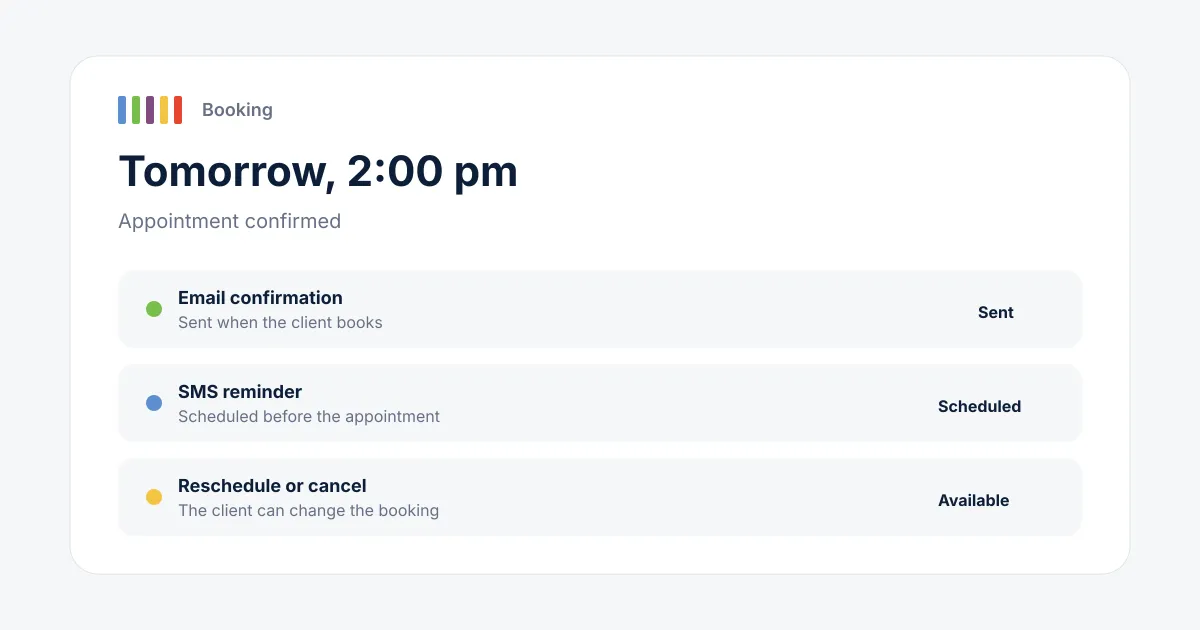 Booking
Tomorrow, 2:00 pm
Appointment confirmed
Email confirmation
Sent when the client books
Sent
SMS reminder
Scheduled before the appointment
Scheduled
Reschedule or cancel
The client can change the booking
Available